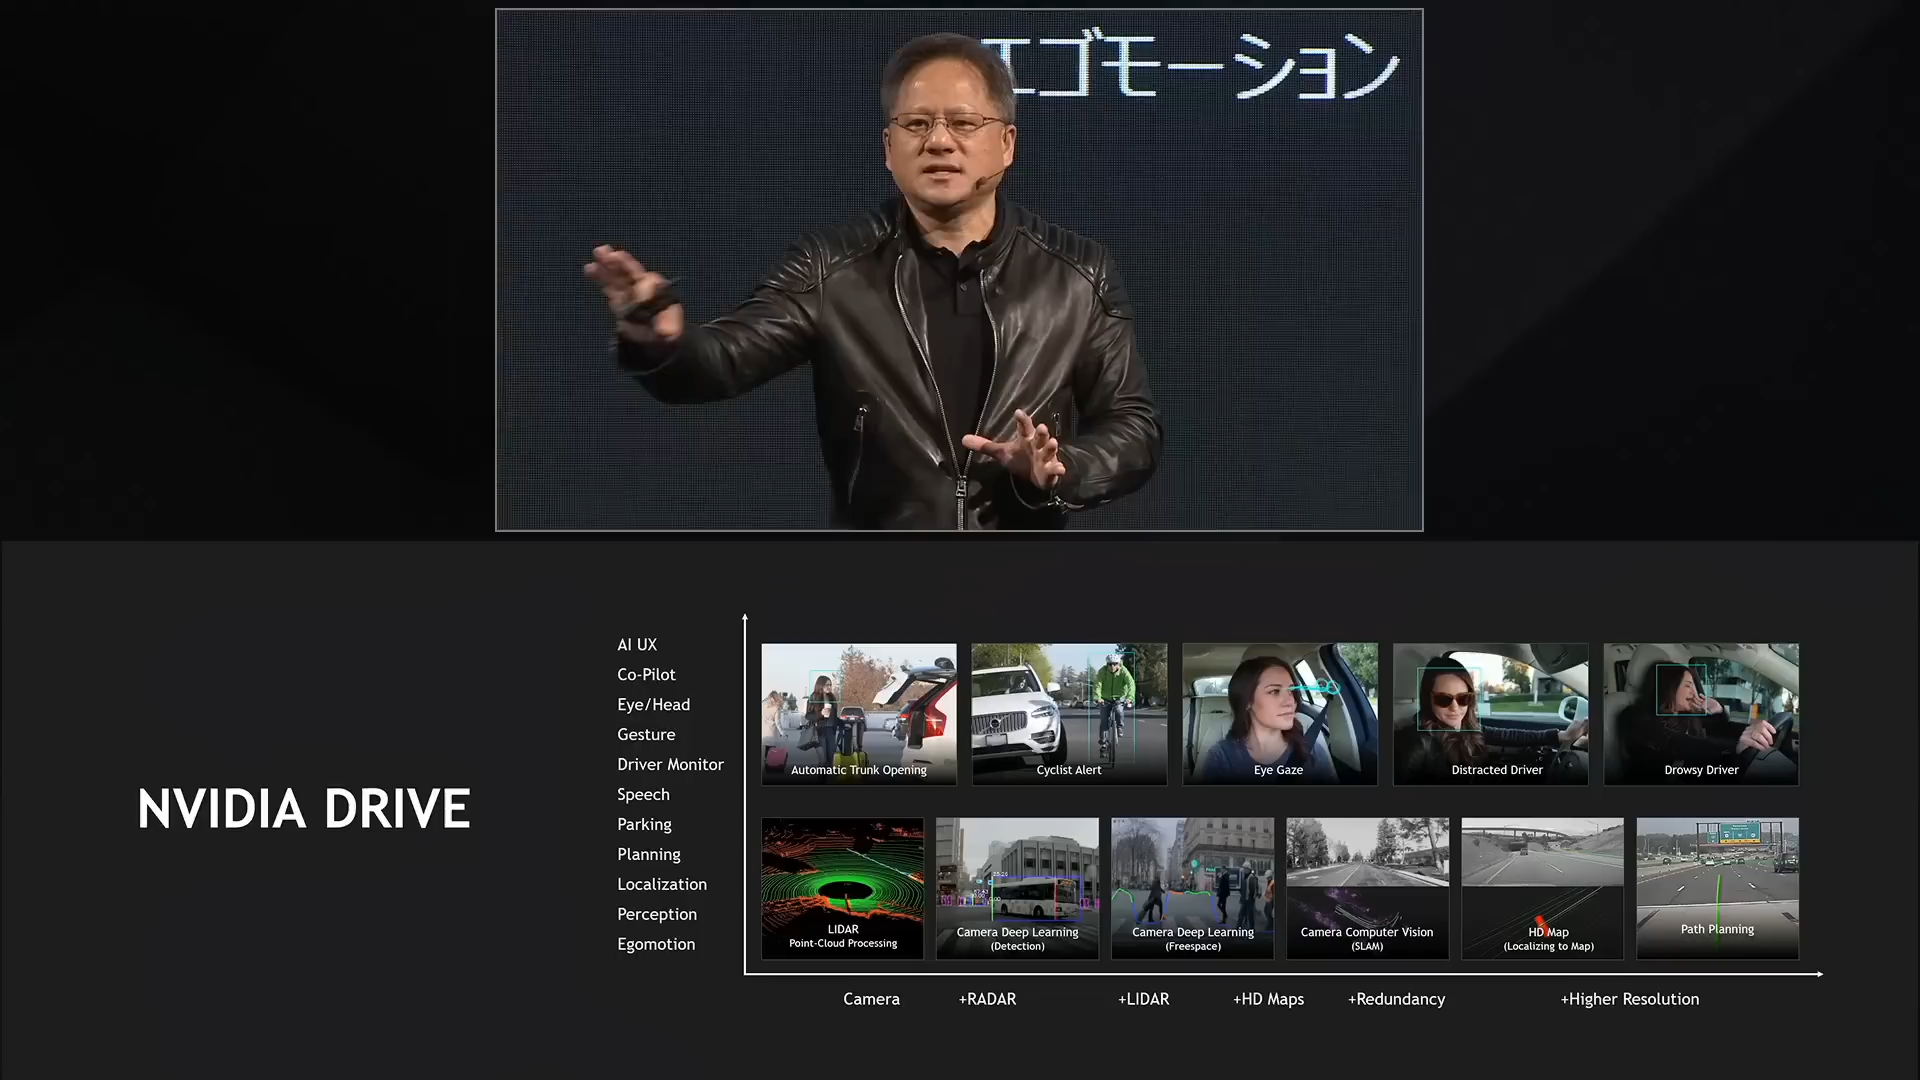 エゴモーション
NVIDIA DRIVE
AI UX
Co-Pilot
Eye/Head
Gesture
Driver Monitor
Speech
Parking
Planning
Localization
Perception
Egomotion
Automatic Trunk Opening
Cyclist Alert
Eye Gaze
Distracted Driver
Drowsy Driver
LIDAR
Point-Cloud Processing
Camera Deep Learning
(Detection)
Camera Deep Learning
(Freespace)
Camera Computer Vision
(SLAM)
HD Map
(Localizing to Map)
Path Planning
Camera
+RADAR
+LIDAR
+HD Maps
+Redundancy
+Higher Resolution